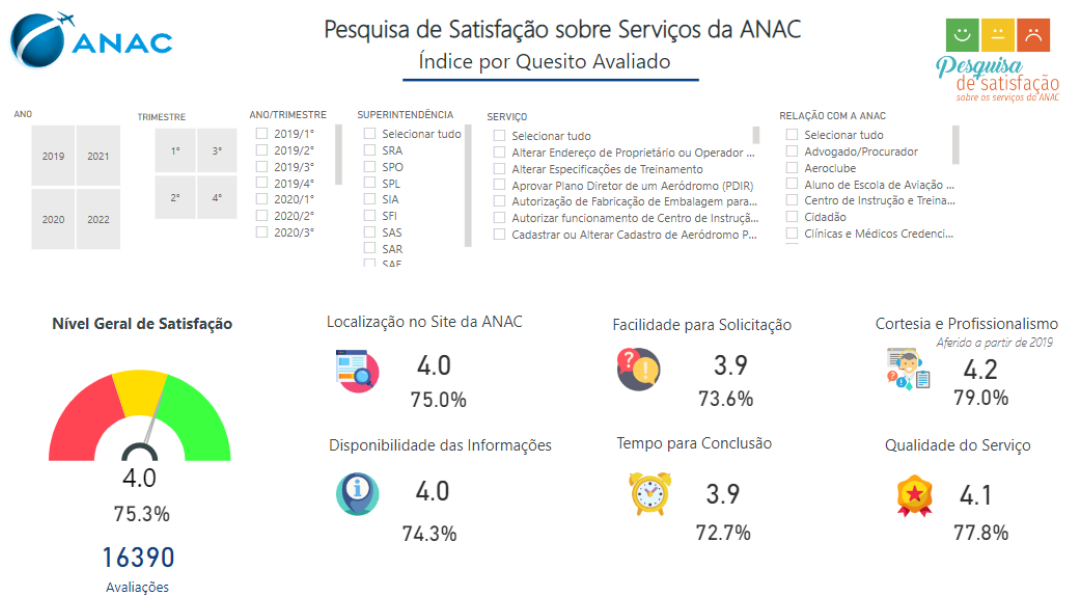 ANAC
Pesquisa de Satisfação sobre Serviços da ANAC
Índice por Quesito Avaliado
Pesquisa
de satisfação
sobre os serviços da ANAC
ANO
2019
2021
2020
2022
TRIMESTRE
1°
3°
2°
4°
ANO/TRIMESTRE
2019/1°
2019/2°
2019/3°
2019/4°
2020/1°
2020/2°
2020/3°
SUPERINTENDÊNCIA
Selecionar tudo
SRA
SPO
SPL
SIA
SFI
SAS
SAR
SAF
SERVIÇO
Selecionar tudo
Alterar Endereço de Proprietário ou Operador ...
Alterar Especificações de Treinamento
Aprovar Plano Diretor de um Aeródromo (PDIR)
Autorização de Fabricação de Embalagem para...
Autorizar funcionamento de Centro de Instruçã...
Cadastrar ou Alterar Cadastro de Aeródromo P...
RELAÇÃO COM A ANAC
Selecionar tudo
Advogado/Procurador
Aeroclube
Aluno de Escola de Aviação ...
Centro de Instrução e Treina...
Cidadão
Clínicas e Médicos Credenci...
Nível Geral de Satisfação
4.0
75.3%
16390
Avaliações
Localização no Site da ANAC
4.0
75.0%
Facilidade para Solicitação
3.9
73.6%
Cortesia e Profissionalismo
Aferido a partir de 2019
4.2
79.0%
Disponibilidade das Informações
4.0
74.3%
Tempo para Conclusão
3.9
72.7%
Qualidade do Serviço
4.1
77.8%